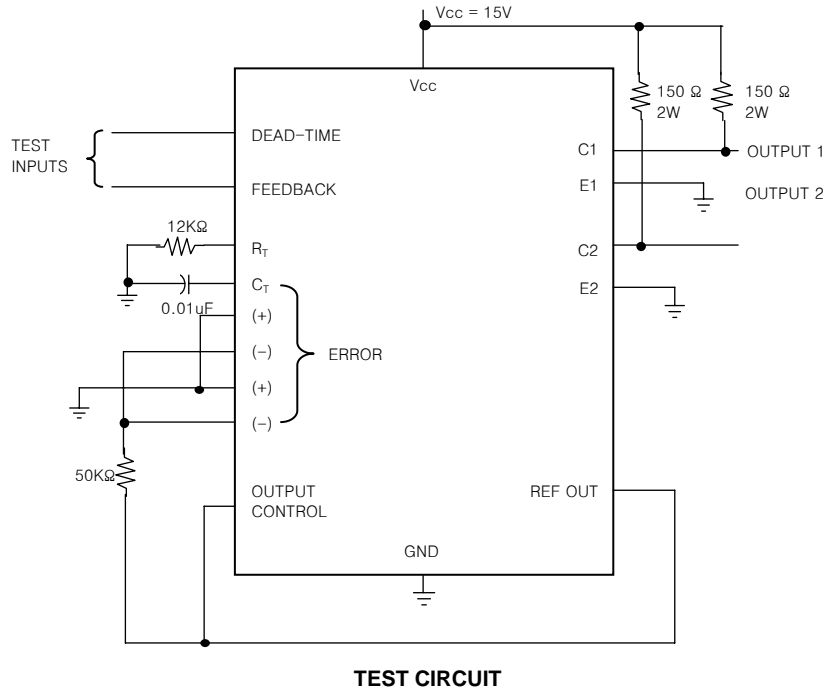 Vcc = 15V
Vcc
150 Ω
2W
150 Ω
2W
TEST
INPUTS
DEAD-TIME
FEEDBACK
C1
OUTPUT 1
E1
OUTPUT 2
12KΩ
RT
C2
0.01uF
CT
E2
(+)
(-)
ERROR
(+)
(-)
50KΩ
OUTPUT
CONTROL
REF OUT
GND
TEST CIRCUIT